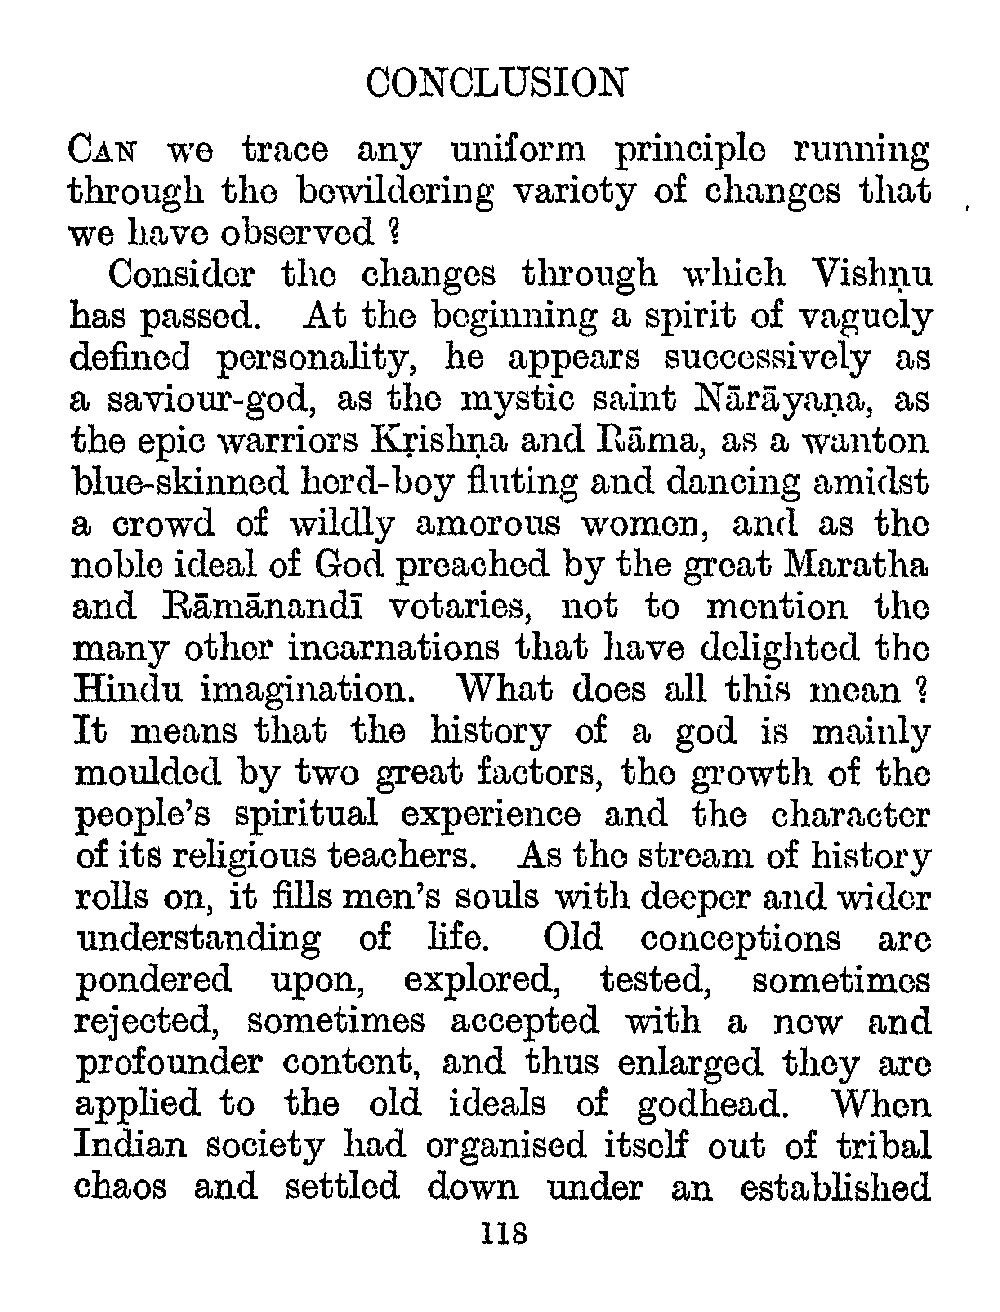 CONCLUSION
CAN we trace any uniform principle running
through the bewildering variety of changes that
we have observed ?
Consider the changes through which Vishṇu
has passed. At the beginning a spirit of vaguely
defined personality, he appears successively as
a saviour-god, as the mystic saint Nārāyaṇa, as
the epic warriors Kṛishṇa and Rāma, as a wanton
blue-skinned herd-boy fluting and dancing amidst
a crowd of wildly amorous women, and as the
noble ideal of God preached by the great Maratha
and Rāmānandī votaries, not to mention the
many other incarnations that have delighted the
Hindu imagination. What does all this mean ?
It means that the history of a god is mainly
moulded by two great factors, the growth of the
people's spiritual experience and the character
of its religious teachers. As the stream of history
rolls on, it fills men's souls with deeper and wider
understanding of life. Old conceptions are
pondered upon, explored, tested, sometimes
rejected, sometimes accepted with a new and
profounder content, and thus enlarged they are
applied to the old ideals of godhead. When
Indian society had organised itself out of tribal
chaos and settled down under an established
118